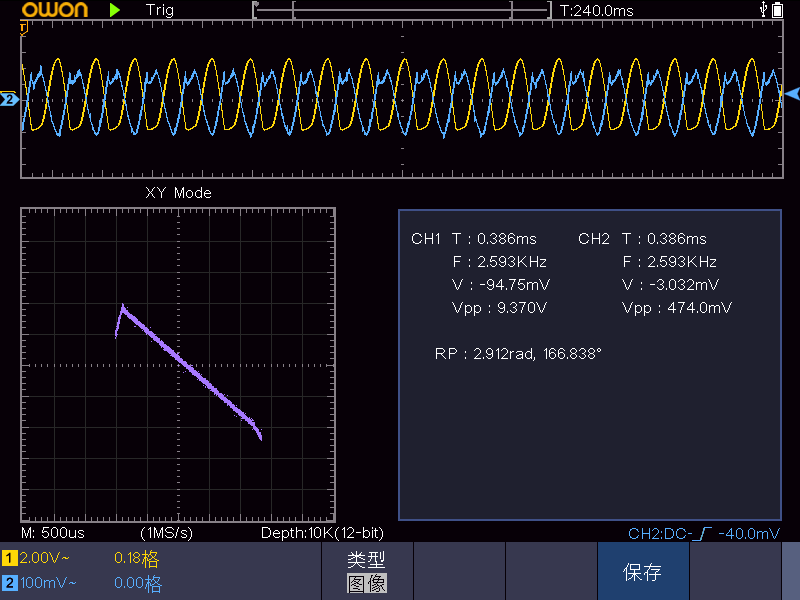 OWON Trig T:240.0ms
T
2
XY Mode
CH1 T : 0.386ms CH2 T : 0.386ms
F : 2.593KHz F : 2.593KHz
V : -94.75mV V : -3.032mV
Vpp : 9.370V Vpp : 474.0mV
RP : 2.912rad, 166.838°
M: 500us (1MS/s) Depth:10K(12-bit) CH2:DC- -40.0mV
1 2.00V~ 0.18格 类型
2 100mV~ 0.00格 图像 保存